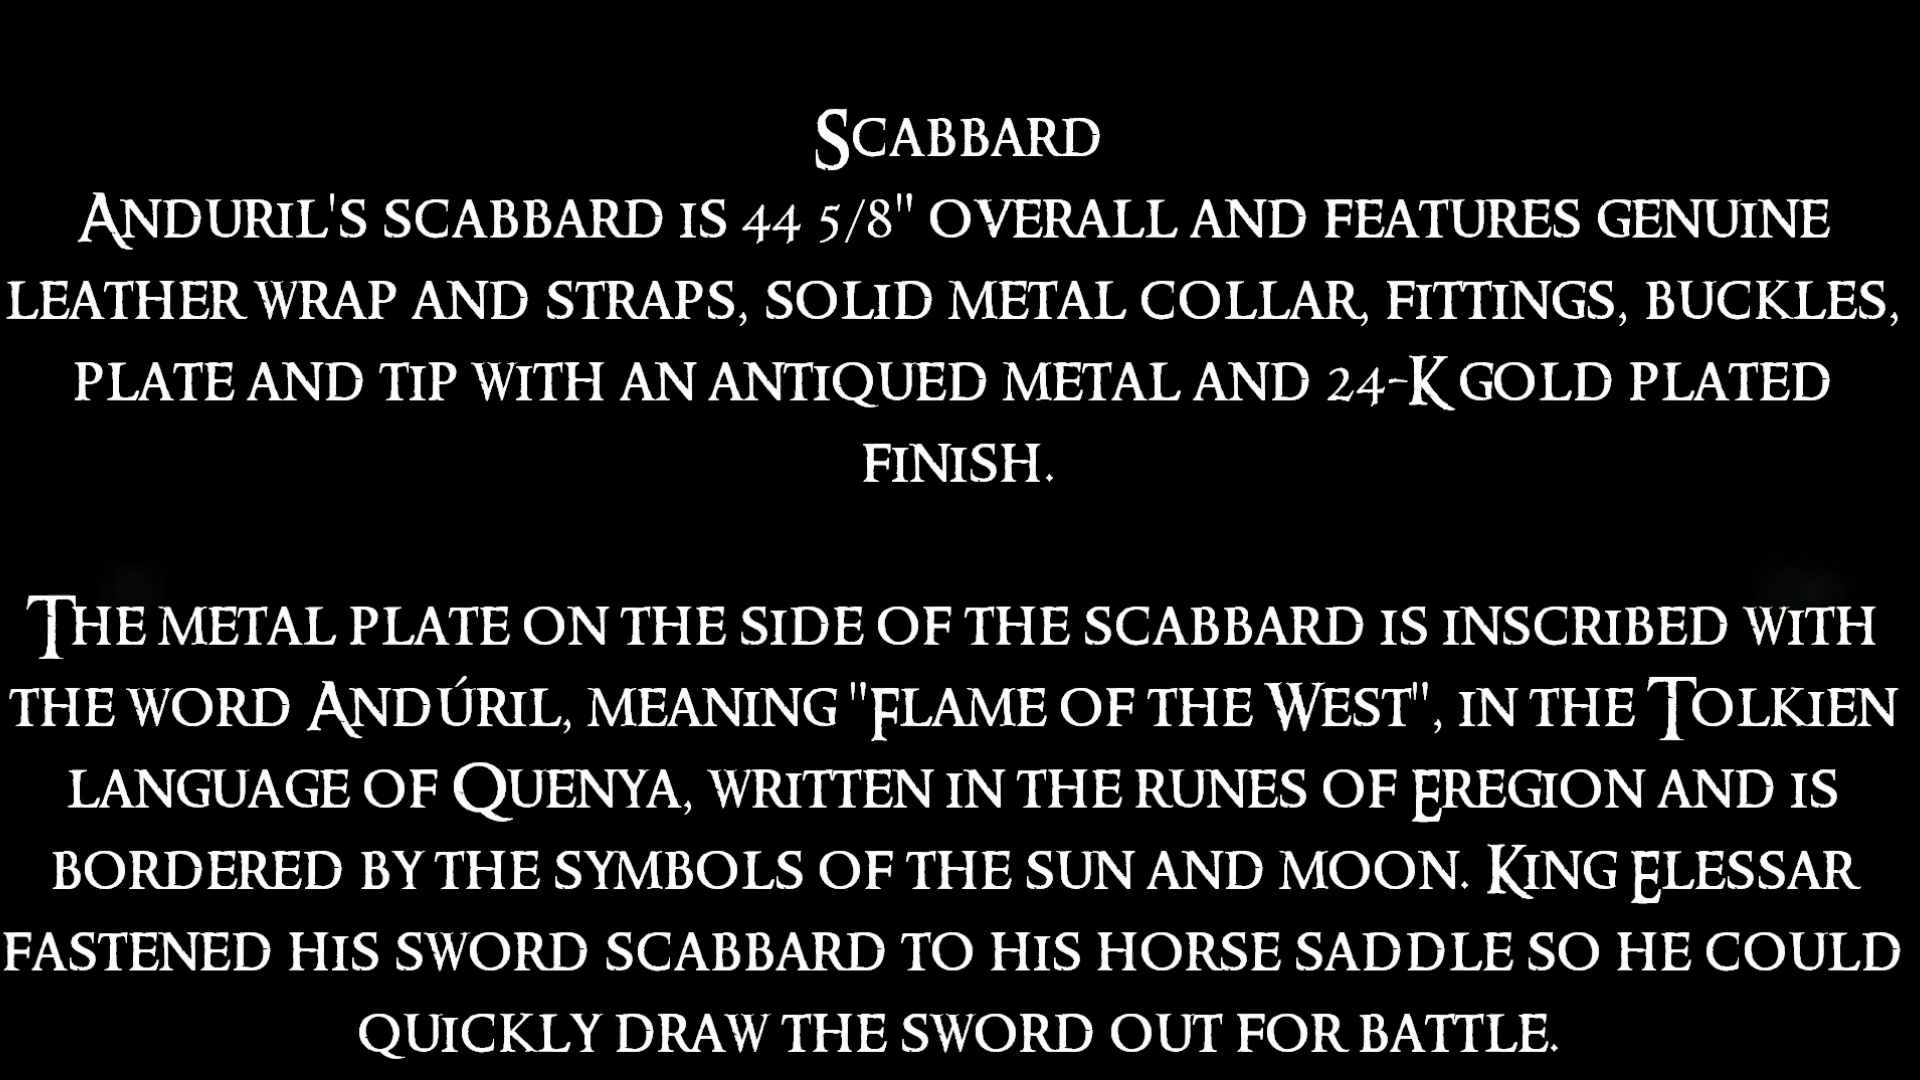 Scabbard
Anduril's scabbard is 44 5/8" overall and features genuine
leather wrap and straps, solid metal collar, fittings, buckles,
plate and tip with an antiqued metal and 24-K gold plated
finish.
The metal plate on the side of the scabbard is inscribed with
the word Andúril, meaning "Flame of the West", in the Tolkien
language of Quenya, written in the runes of Eregion and is
bordered by the symbols of the sun and moon. King Elessar
fastened his sword scabbard to his horse saddle so he could
quickly draw the sword out for battle.